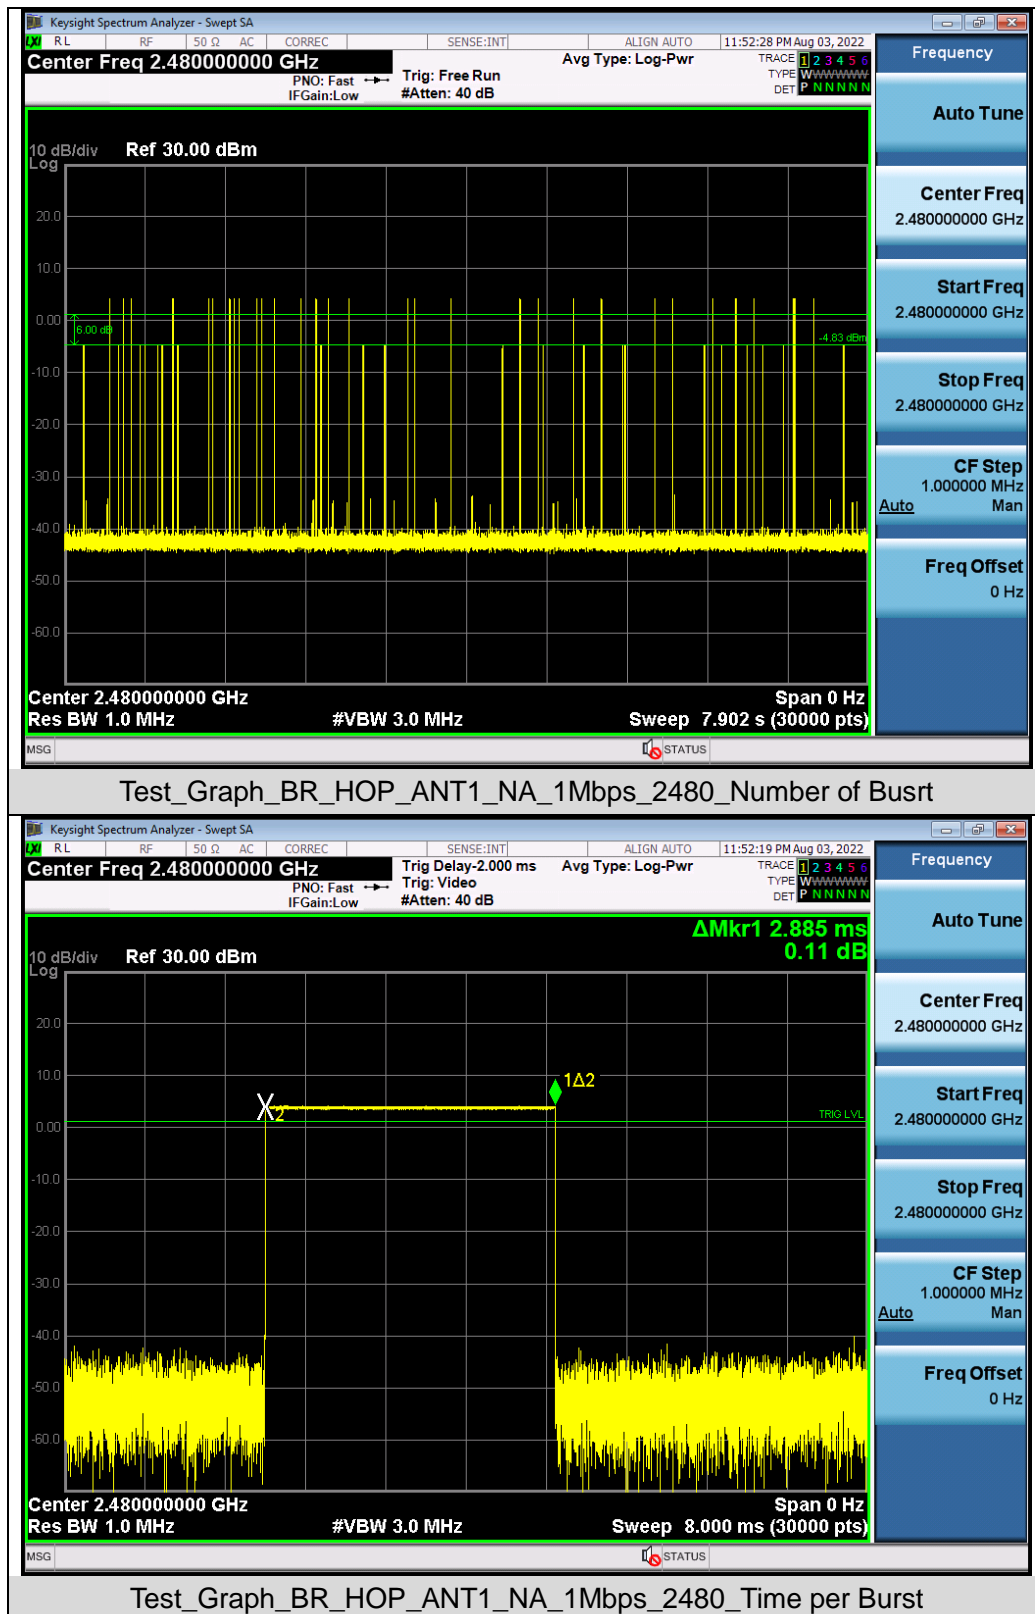 Keysight Spectrum Analyzer - Swept SA
LXI RL RF 50 Ω AC CORREC SENSE:INT ALIGN AUTO 11:52:28 PM Aug 03, 2022
Center Freq 2.480000000 GHz Avg Type: Log-Pwr TRACE 1 2 3 4 5 6
PNO: Fast Trig: Free Run TYPE WWWWWW
IFGain:Low #Atten: 40 dB DET P N N N N N
Frequency
Auto Tune
Center Freq
2.480000000 GHz
Start Freq
2.480000000 GHz
Stop Freq
2.480000000 GHz
CF Step
1.000000 MHz
Auto Man
Freq Offset
0 Hz
10 dB/div Ref 30.00 dBm
Log
20.0
10.0
0.00
6.00 dB
-4.83 dBm
-10.0
-20.0
-30.0
-40.0
-50.0
-60.0
Center 2.480000000 GHz Span 0 Hz
Res BW 1.0 MHz #VBW 3.0 MHz Sweep 7.902 s (30000 pts)
MSG STATUS
Test_Graph_BR_HOP_ANT1_NA_1Mbps_2480_Number of Busrt
Keysight Spectrum Analyzer - Swept SA
LXI RL RF 50 Ω AC CORREC SENSE:INT ALIGN AUTO 11:52:19 PM Aug 03, 2022
Center Freq 2.480000000 GHz Trig Delay-2.000 ms Avg Type: Log-Pwr TRACE 1 2 3 4 5 6
PNO: Fast Trig: Video TYPE WWWWWW
IFGain:Low #Atten: 40 dB DET P N N N N N
Frequency
Auto Tune
Center Freq
2.480000000 GHz
Start Freq
2.480000000 GHz
Stop Freq
2.480000000 GHz
CF Step
1.000000 MHz
Auto Man
Freq Offset
0 Hz
ΔMkr1 2.885 ms
0.11 dB
10 dB/div Ref 30.00 dBm
Log
20.0
10.0
1Δ2
X2
TRIG LVL
0.00
-10.0
-20.0
-30.0
-40.0
-50.0
-60.0
Center 2.480000000 GHz Span 0 Hz
Res BW 1.0 MHz #VBW 3.0 MHz Sweep 8.000 ms (30000 pts)
MSG STATUS
Test_Graph_BR_HOP_ANT1_NA_1Mbps_2480_Time per Burst